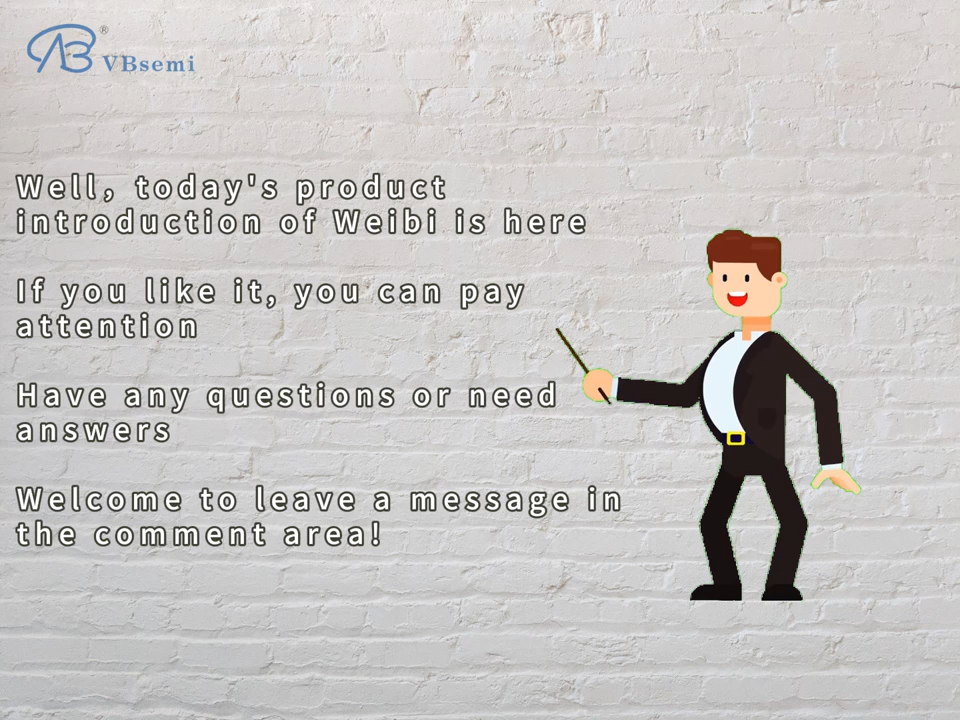 VBsemi
Well, today's product
introduction of Weibi is here
If you like it, you can pay
attention
Have any questions or need
answers
Welcome to leave a message in
the comment area!